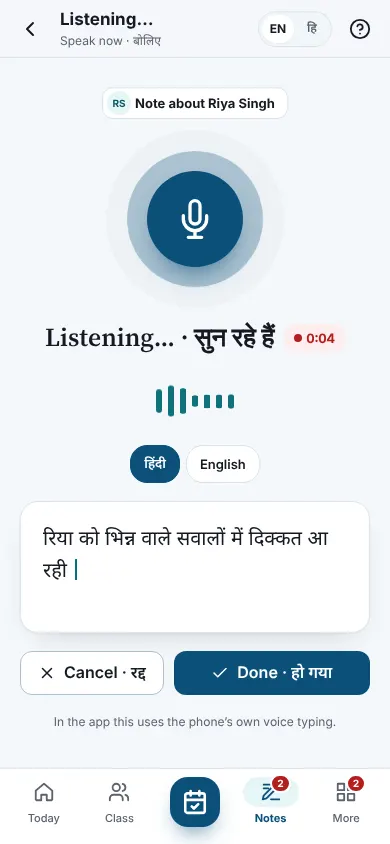 Listening...
EN हि
Speak now · बोलिए
RS Note about Riya Singh
Listening... · सुन रहे हैं 0:04
हिंदी English
रिया को भिन्न वाले सवालों में दिक्कत आ
रही
Cancel · रद्द Done · हो गया
In the app this uses the phone’s own voice typing.
2 2
Today Class Notes More